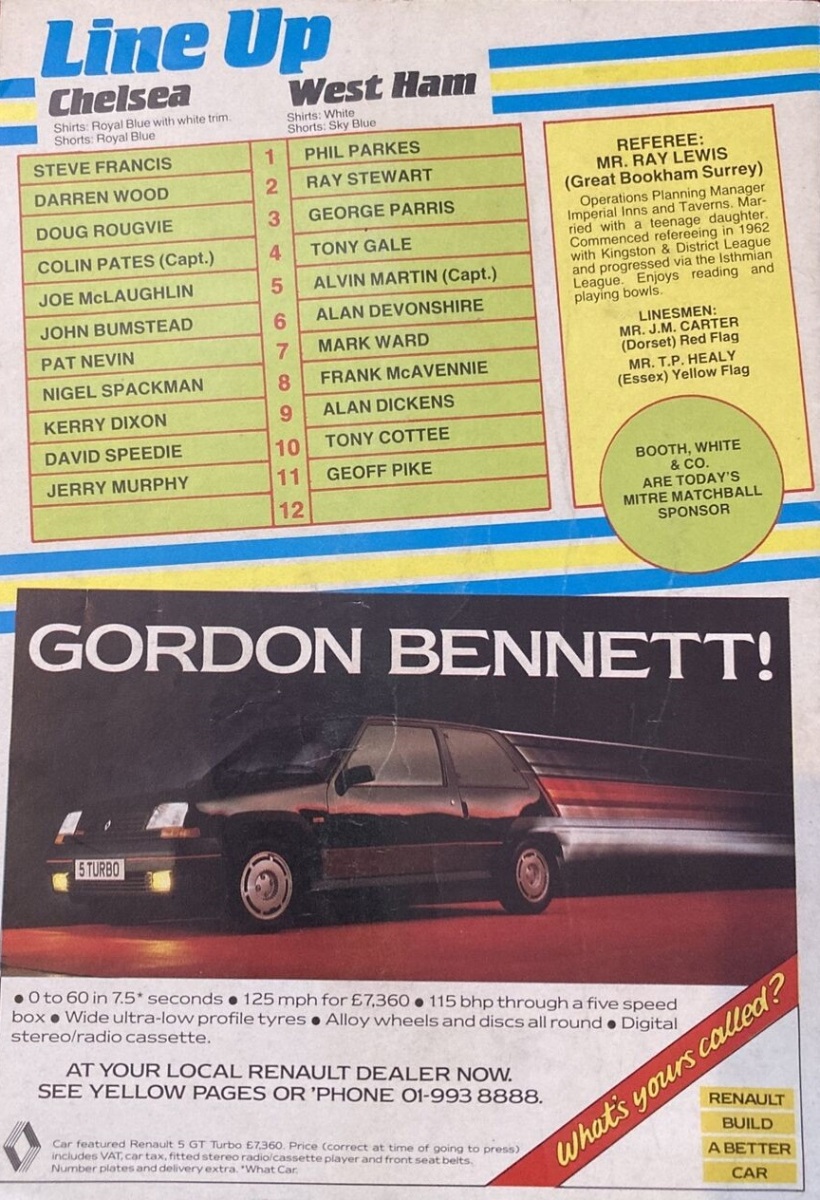 Line Up
Chelsea
Shirts: Royal Blue with white trim.
Shorts: Royal Blue
West Ham
Shirts: White
Shorts: Sky Blue
STEVE FRANCIS 1 PHIL PARKES
DARREN WOOD 2 RAY STEWART
DOUG ROUGVIE 3 GEORGE PARRIS
COLIN PATES (Capt.) 4 TONY GALE
JOE McLAUGHLIN 5 ALVIN MARTIN (Capt.)
JOHN BUMSTEAD 6 ALAN DEVONSHIRE
PAT NEVIN 7 MARK WARD
NIGEL SPACKMAN 8 FRANK McAVENNIE
KERRY DIXON 9 ALAN DICKENS
DAVID SPEEDIE 10 TONY COTTEE
JERRY MURPHY 11 GEOFF PIKE
12
REFEREE:
MR. RAY LEWIS
(Great Bookham Surrey)
Operations Planning Manager
Imperial Inns and Taverns. Mar-
ried with a teenage daughter.
Commenced refereeing in 1962
with Kingston & District League
and progressed via the Isthmian
League. Enjoys reading and
playing bowls.
LINESMEN:
MR. J.M. CARTER
(Dorset) Red Flag
MR. T.P. HEALY
(Essex) Yellow Flag
BOOTH, WHITE
& CO.
ARE TODAY'S
MITRE MATCHBALL
SPONSOR
GORDON BENNETT!
5 TURBO
• 0 to 60 in 7.5* seconds • 125 mph for £7,360 • 115 bhp through a five speed
box • Wide ultra-low profile tyres • Alloy wheels and discs all round • Digital
stereo/radio cassette.
AT YOUR LOCAL RENAULT DEALER NOW.
SEE YELLOW PAGES OR 'PHONE 01-993 8888.
Car featured Renault 5 GT Turbo £7,360. Price (correct at time of going to press)
includes VAT, car tax, fitted stereo radio/cassette player and front seat belts.
Number plates and delivery extra. *What Car.
What's yours called?
RENAULT
BUILD
A BETTER
CAR